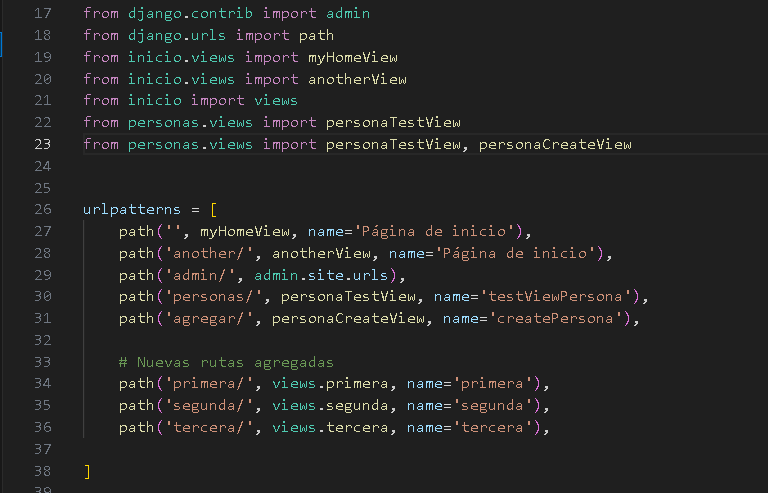 17 from django.contrib import admin
18 from django.urls import path
19 from inicio.views import myHomeView
20 from inicio.views import anotherView
21 from inicio import views
22 from personas.views import personaTestView
23 from personas.views import personaTestView, personaCreateView
24
25
26 urlpatterns = [
27     path('', myHomeView, name='Página de inicio'),
28     path('another/', anotherView, name='Página de inicio'),
29     path('admin/', admin.site.urls),
30     path('personas/', personaTestView, name='testViewPersona'),
31     path('agregar/', personaCreateView, name='createPersona'),
32
33     # Nuevas rutas agregadas
34     path('primera/', views.primera, name='primera'),
35     path('segunda/', views.segunda, name='segunda'),
36     path('tercera/', views.tercera, name='tercera'),
37
38 ]
39